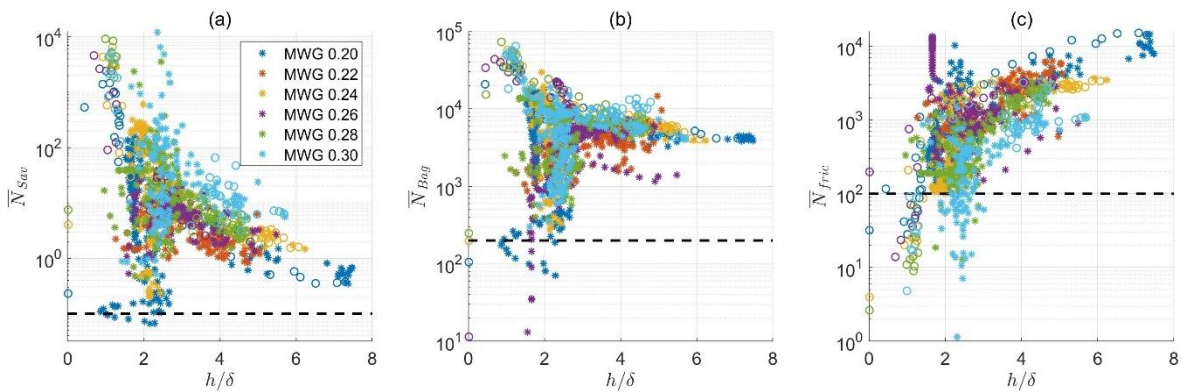 (a)
10^4
10^2
10^0
0
2
4
6
8
h/δ
N̅_Sav
MWG 0.20
MWG 0.22
MWG 0.24
MWG 0.26
MWG 0.28
MWG 0.30
(b)
10^5
10^4
10^3
10^2
10^1
0
2
4
6
8
h/δ
N̅_Bag
(c)
10^4
10^3
10^2
10^1
10^0
0
2
4
6
8
h/δ
N̅_fric